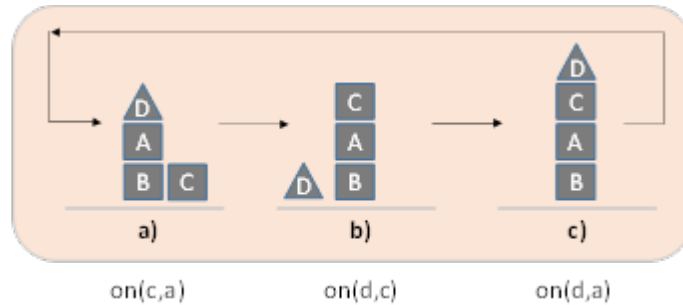 D C D
A A C
B C D B A
B
a) b) c)
on(c,a) on(d,c) on(d,a)